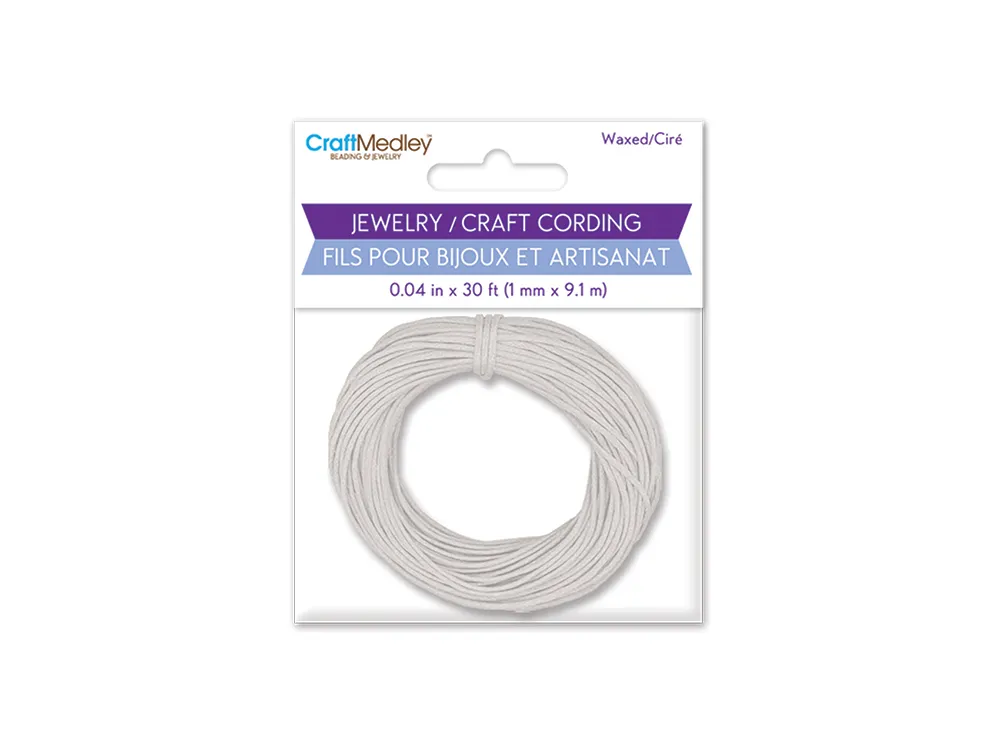 CraftMedley™
BEADING & JEWELRY
Waxed/Ciré
JEWELRY / CRAFT CORDING
FILS POUR BIJOUX ET ARTISANAT
0.04 in x 30 ft (1 mm x 9.1 m)